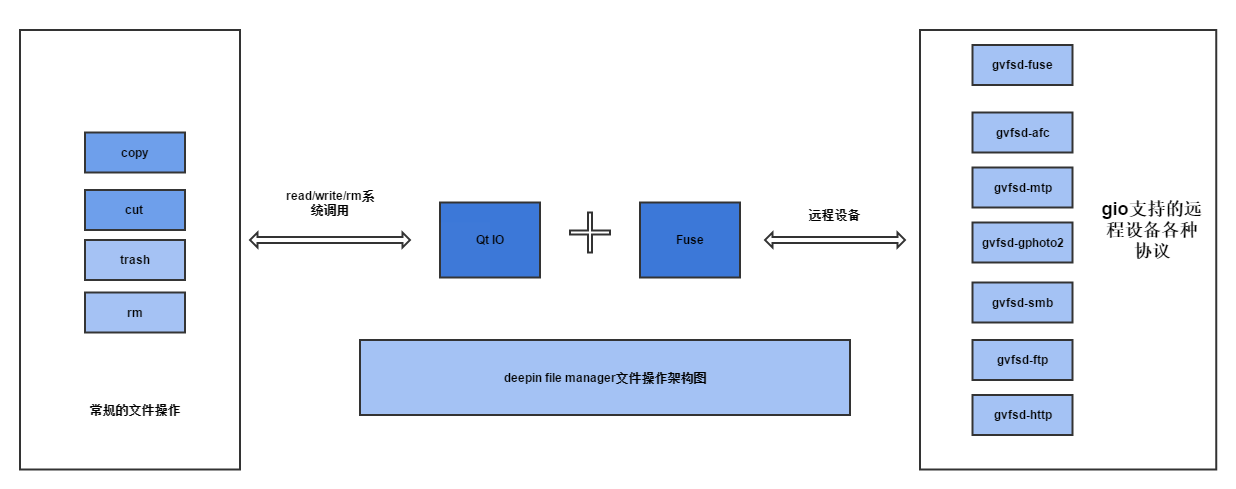 copy
cut
trash
rm
常规的文件操作
read/write/rm系
统调用
Qt IO
Fuse
远程设备
deepin file manager文件操作架构图
gvfsd-fuse
gvfsd-afc
gvfsd-mtp
gvfsd-gphoto2
gvfsd-smb
gvfsd-ftp
gvfsd-http
gio支持的远
程设备各种
协议